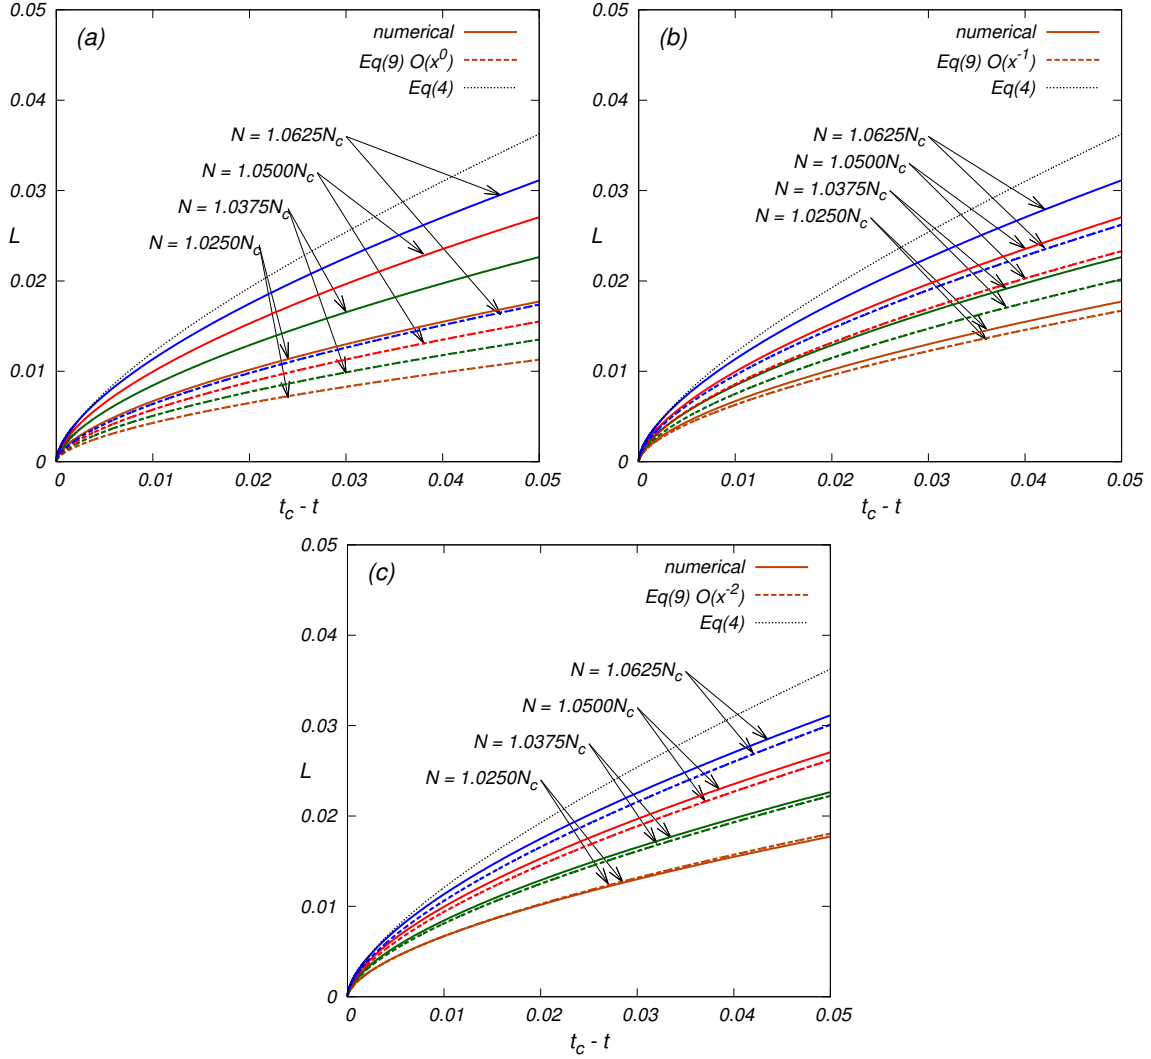 (a)
numerical
Eq(9) O(x^0)
Eq(4)
N = 1.0625N_c
N = 1.0500N_c
N = 1.0375N_c
N = 1.0250N_c
L
0.05
0.04
0.03
0.02
0.01
0
0 0.01 0.02 0.03 0.04 0.05
t_c - t
(b)
numerical
Eq(9) O(x^-1)
Eq(4)
N = 1.0625N_c
N = 1.0500N_c
N = 1.0375N_c
N = 1.0250N_c
L
0.05
0.04
0.03
0.02
0.01
0
0 0.01 0.02 0.03 0.04 0.05
t_c - t
(c)
numerical
Eq(9) O(x^-2)
Eq(4)
N = 1.0625N_c
N = 1.0500N_c
N = 1.0375N_c
N = 1.0250N_c
L
0.05
0.04
0.03
0.02
0.01
0
0 0.01 0.02 0.03 0.04 0.05
t_c - t